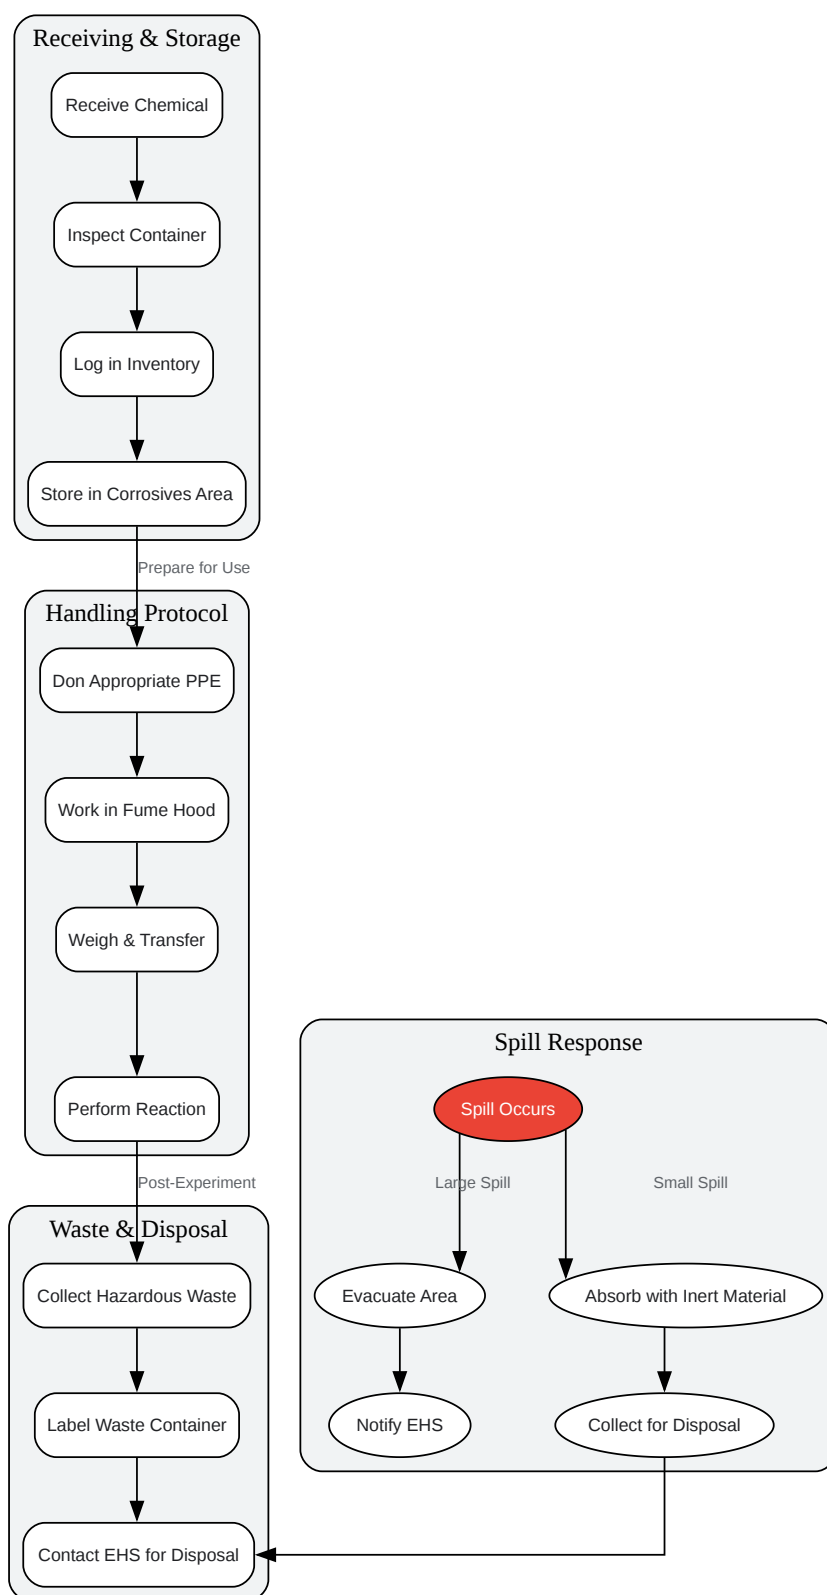 Receiving & Storage
Receive Chemical
Inspect Container
Log in Inventory
Store in Corrosives Area
Prepare for Use
Handling Protocol
Don Appropriate PPE
Work in Fume Hood
Weigh & Transfer
Perform Reaction
Post-Experiment
Waste & Disposal
Collect Hazardous Waste
Label Waste Container
Contact EHS for Disposal
Spill Response
Spill Occurs
Large Spill
Small Spill
Evacuate Area
Absorb with Inert Material
Notify EHS
Collect for Disposal